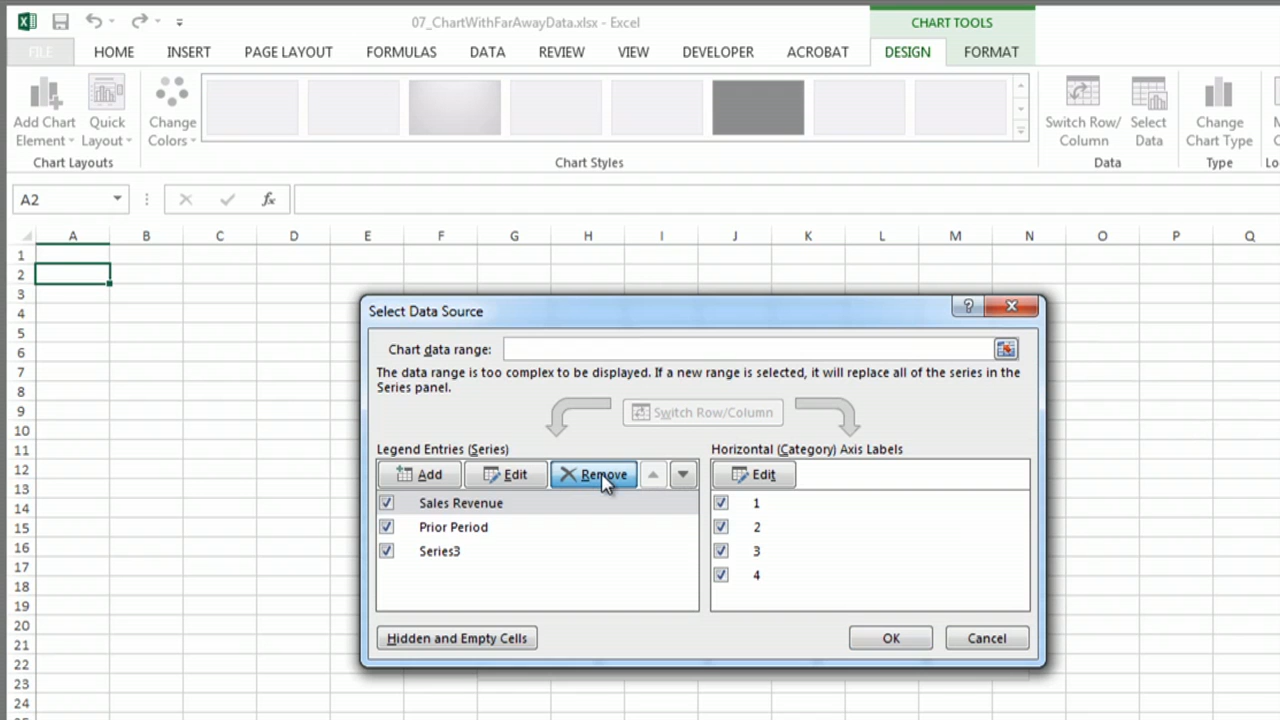 07_ChartWithFarAwayData.xlsx - Excel
CHART TOOLS
FILE HOME INSERT PAGE LAYOUT FORMULAS DATA REVIEW VIEW DEVELOPER ACROBAT DESIGN FORMAT
Add Chart Element
Quick Layout
Change Colors
Switch Row/ Column
Select Data
Change Chart Type
Chart Layouts
Chart Styles
Data
Type
A2
fx
A B C D E F G H I J K L M N O P Q
1
2
3
4
5
6
7
8
9
10
11
12
13
14
15
16
17
18
19
20
21
22
23
24
Select Data Source
?
Chart data range:
The data range is too complex to be displayed. If a new range is selected, it will replace all of the series in the
Series panel.
Switch Row/Column
Legend Entries (Series)
Add Edit Remove
Sales Revenue
Prior Period
Series3
Horizontal (Category) Axis Labels
Edit
1
2
3
4
Hidden and Empty Cells
OK
Cancel